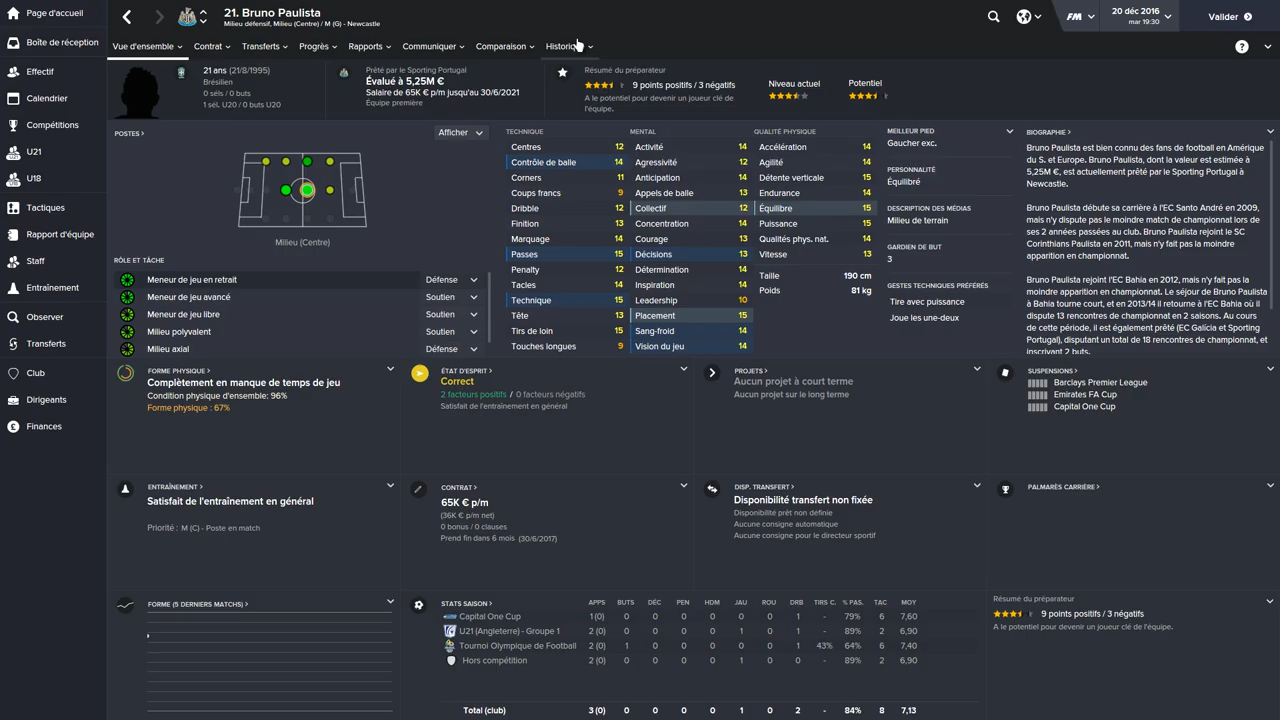 Page d'accueil
Boîte de réception
Effectif
Calendrier
Compétitions
U21
U21
U18
U18
Tactiques
Rapport d'équipe
Staff
Entraînement
Observer
Transferts
Club
Dirigeants
Finances
21. Bruno Paulista
Milieu défensif, Milieu (Centre) / M (G) - Newcastle
FM
20 déc 2016
mar 19:30
Valider
Vue d'ensemble
Contrat
Transferts
Progrès
Rapports
Communiquer
Comparaison
Historique
?
21 ans (21/8/1995)
Brésilien
0 séls / 0 buts
1 sél. U20 / 0 buts U20
Prêté par le Sporting Portugal
Évalué à 5,25M €
Salaire de 65K € p/m jusqu'au 30/6/2021
Équipe première
Résumé du préparateur
9 points positifs / 3 négatifs
A le potentiel pour devenir un joueur clé de
l'équipe.
Niveau actuel
Potentiel
POSTES >
Afficher
Milieu (Centre)
RÔLE ET TÂCHE
Meneur de jeu en retrait Défense
Meneur de jeu avancé Soutien
Meneur de jeu libre Soutien
Milieu polyvalent Soutien
Milieu axial Défense
TECHNIQUE
Centres 12
Contrôle de balle 14
Corners 11
Coups francs 9
Dribble 12
Finition 13
Marquage 14
Passes 15
Penalty 12
Tacles 14
Technique 15
Tête 13
Tirs de loin 15
Touches longues 9
MENTAL
Activité 14
Agressivité 12
Anticipation 14
Appels de balle 13
Collectif 12
Concentration 14
Courage 13
Décisions 13
Détermination 14
Inspiration 14
Leadership 10
Placement 15
Sang-froid 14
Vision du jeu 14
QUALITÉ PHYSIQUE
Accélération 14
Agilité 14
Détente verticale 15
Endurance 14
Équilibre 15
Puissance 15
Qualités phys. nat. 14
Vitesse 13
Taille 190 cm
Poids 81 kg
MEILLEUR PIED
Gaucher exc.
PERSONNALITÉ
Équilibré
DESCRIPTION DES MÉDIAS
Milieu de terrain
GARDIEN DE BUT
3
GESTES TECHNIQUES PRÉFÉRÉS
Tire avec puissance
Joue les une-deux
BIOGRAPHIE >
Bruno Paulista est bien connu des fans de football en Amérique
du S. et Europe. Bruno Paulista, dont la valeur est estimée à
5,25M €, est actuellement prêté par le Sporting Portugal à
Newcastle.
Bruno Paulista débute sa carrière à l'EC Santo André en 2009,
mais n'y dispute pas le moindre match de championnat lors de
ses 2 années passées au club. Bruno Paulista rejoint le SC
Corinthians Paulista en 2011, mais n'y fait pas la moindre
apparition en championnat.
Bruno Paulista rejoint l'EC Bahia en 2012, mais n'y fait pas la
moindre apparition de championnat. Le séjour de Bruno Paulista
à Bahia tourne court, et en 2013/14 il retourne à l'EC Bahia où il
dispute 13 rencontres de championnat en 2 saisons. Au cours
de cette période, il est également prêté (EC Galícia et Sporting
Portugal), disputant un total de 18 rencontres de championnat, et
inscrivant 2 buts.
FORME PHYSIQUE >
Complètement en manque de temps de jeu
Condition physique d'ensemble: 96%
Forme physique : 67%
ÉTAT D'ESPRIT >
Correct
2 facteurs positifs / 0 facteurs négatifs
Satisfait de l'entraînement en général
PROJETS >
Aucun projet à court terme
Aucun projet sur le long terme
SUSPENSIONS >
Barclays Premier League
Emirates FA Cup
Capital One Cup
ENTRAÎNEMENT >
Satisfait de l'entraînement en général
Priorité : M (C) - Poste en match
CONTRAT >
65K € p/m
(36K € p/m net)
0 bonus / 0 clauses
Prend fin dans 6 mois (30/6/2017)
DISP. TRANSFERT >
Disponibilité transfert non fixée
Disponibilité prêt non définie
Aucune consigne automatique
Aucune consigne pour le directeur sportif
PALMARÈS CARRIÈRE >
FORME (5 DERNIERS MATCHS) >
STATS SAISON > APPS BUTS DÉC PEN HDM JAU ROU DRB TIRS C. % PAS. TAC MOY
Capital One Cup 1 (0) 0 0 0 0 0 0 1 - 79% 6 7,60
U21 (Angleterre) - Groupe 1 2 (0) 0 0 0 0 1 0 1 - 89% 2 6,90
Tournoi Olympique de Football 2 (0) 1 0 0 0 0 0 1 43% 64% 6 7,40
Hors compétition 2 (0) 0 0 0 0 1 0 0 - 89% 2 6,90
Total (club) 3 (0) 0 0 0 0 1 0 2 - 84% 8 7,13
Résumé du préparateur
9 points positifs / 3 négatifs
A le potentiel pour devenir un joueur clé de l'équipe.